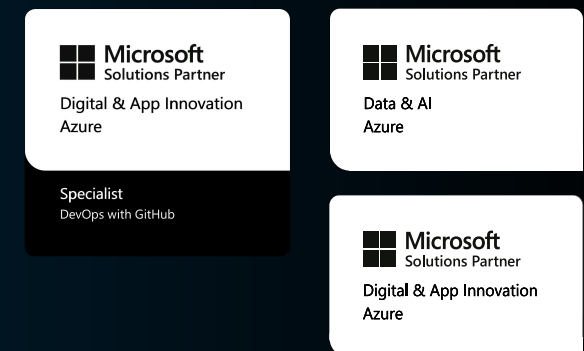 Microsoft
Solutions Partner
Digital & App Innovation
Azure
Specialist
DevOps with GitHub
Microsoft
Solutions Partner
Data & AI
Azure
Microsoft
Solutions Partner
Digital & App Innovation
Azure